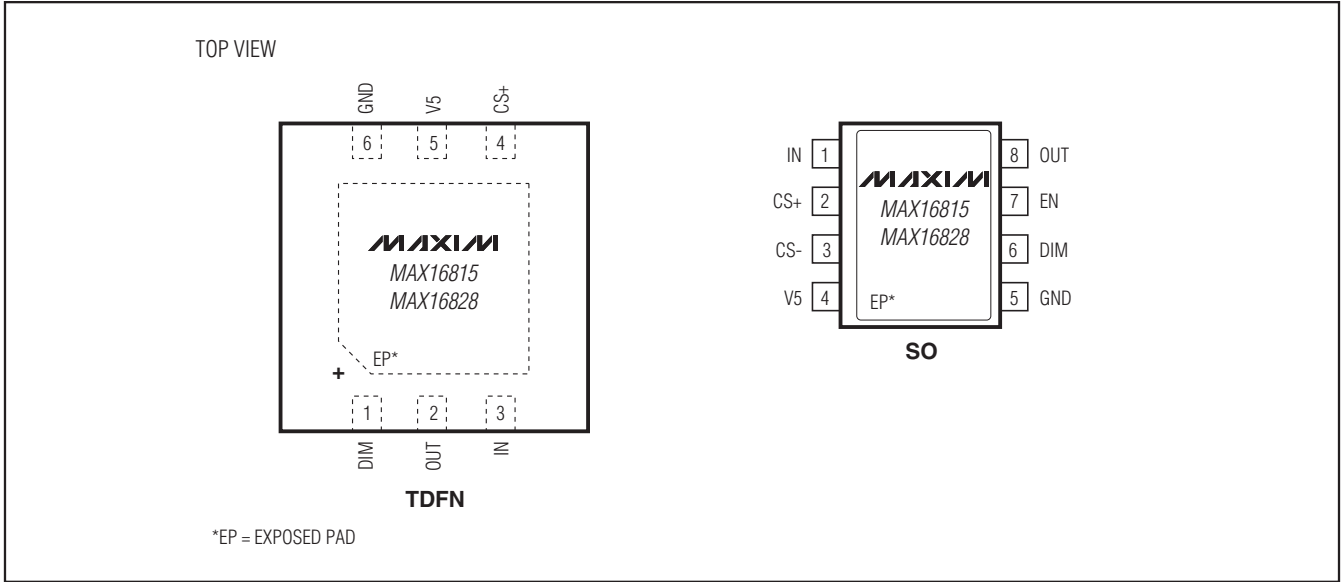 TOP VIEW
GND
V5
CS+
6
5
4
MAXIM
MAX16815
MAX16828
EP*
+
1
2
3
DIM
OUT
IN
TDFN
*EP = EXPOSED PAD
IN 1
CS+ 2
CS- 3
V5 4
MAXIM
MAX16815
MAX16828
EP*
8 OUT
7 EN
6 DIM
5 GND
SO